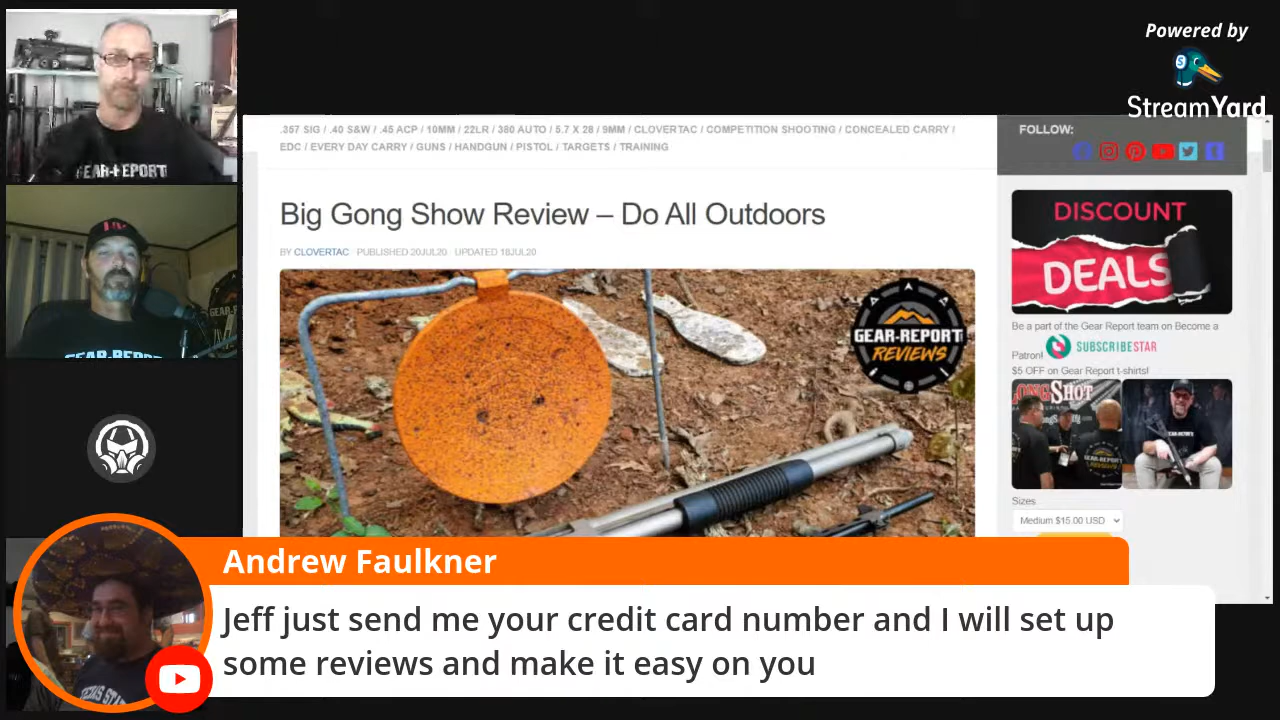 Powered by
StreamYard
GEAR-REPORT
GEAR-REPORT
.357 SIG / .40 S&W / .45 ACP / 10MM / 22LR / 380 AUTO / 5.7 X 28 / 9MM / CLOVERTAC / COMPETITION SHOOTING / CONCEALED CARRY /
EDC / EVERY DAY CARRY / GUNS / HANDGUN / PISTOL / TARGETS / TRAINING
Big Gong Show Review – Do All Outdoors
BY CLOVERTAC PUBLISHED 20JUL20 UPDATED 18JUL20
GEAR-REPORT
REVIEWS
FOLLOW:
DISCOUNT
DEALS
Be a part of the Gear Report team on Become a
Patron! SUBSCRIBESTAR
$5 OFF on Gear Report t-shirts!
Sizes
Medium $15.00 USD
Andrew Faulkner
Jeff just send me your credit card number and I will set up
some reviews and make it easy on you